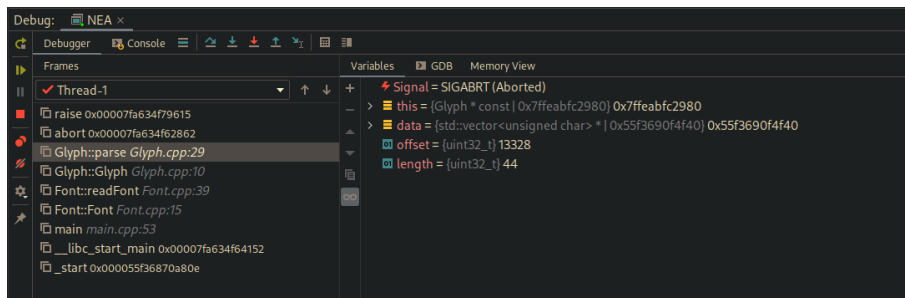 Debug: NEA ×
Debugger Console
Frames
Thread-1
raise 0x00007fa634f79615
abort 0x00007fa634f62862
Glyph::parse Glyph.cpp:29
Glyph::Glyph Glyph.cpp:10
Font::readFont Font.cpp:39
Font::Font Font.cpp:15
main main.cpp:53
__libc_start_main 0x00007fa634f64152
_start 0x000055f36870a80e
Variables GDB Memory View
Signal = SIGABRT (Aborted)
this = {Glyph * const | 0x7ffeabfc2980} 0x7ffeabfc2980
data = {std::vector<unsigned char> * | 0x55f3690f4f40} 0x55f3690f4f40
01 offset = {uint32_t} 13328
01 length = {uint32_t} 44